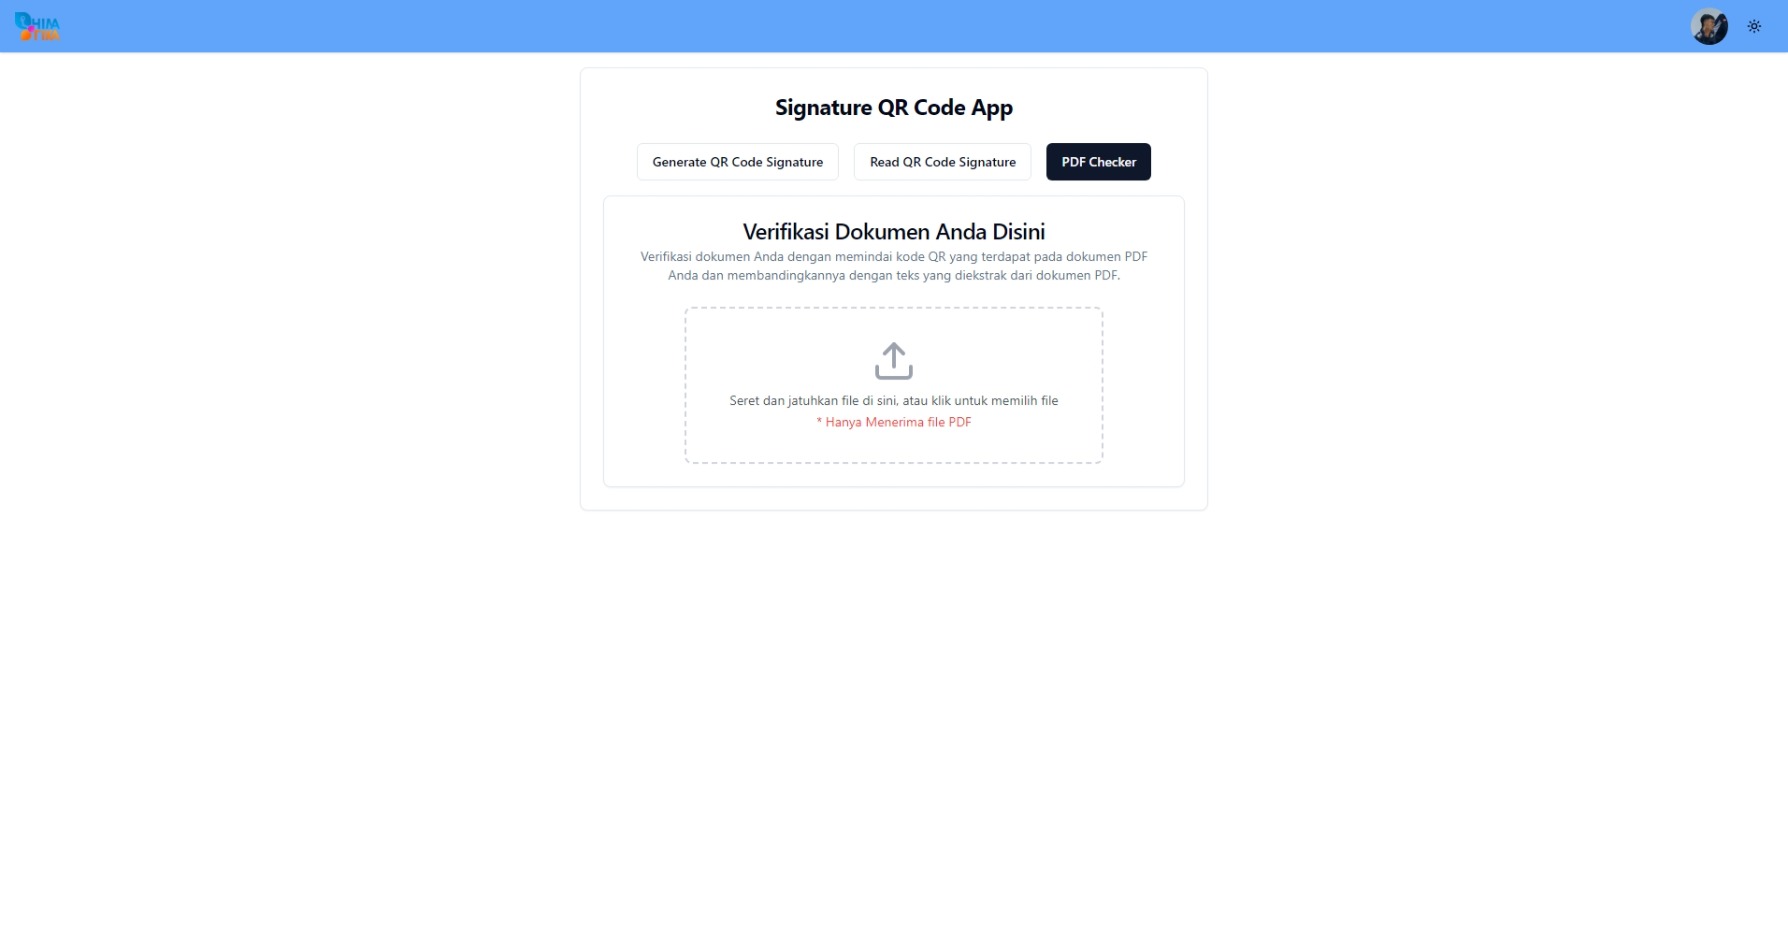 HIM
Signature QR Code App
Generate QR Code Signature
Read QR Code Signature
PDF Checker
Verifikasi Dokumen Anda Disini
Verifikasi dokumen Anda dengan memindai kode QR yang terdapat pada dokumen PDF
Anda dan membandingkannya dengan teks yang diekstrak dari dokumen PDF.
Seret dan jatuhkan file di sini, atau klik untuk memilih file
* Hanya Menerima file PDF